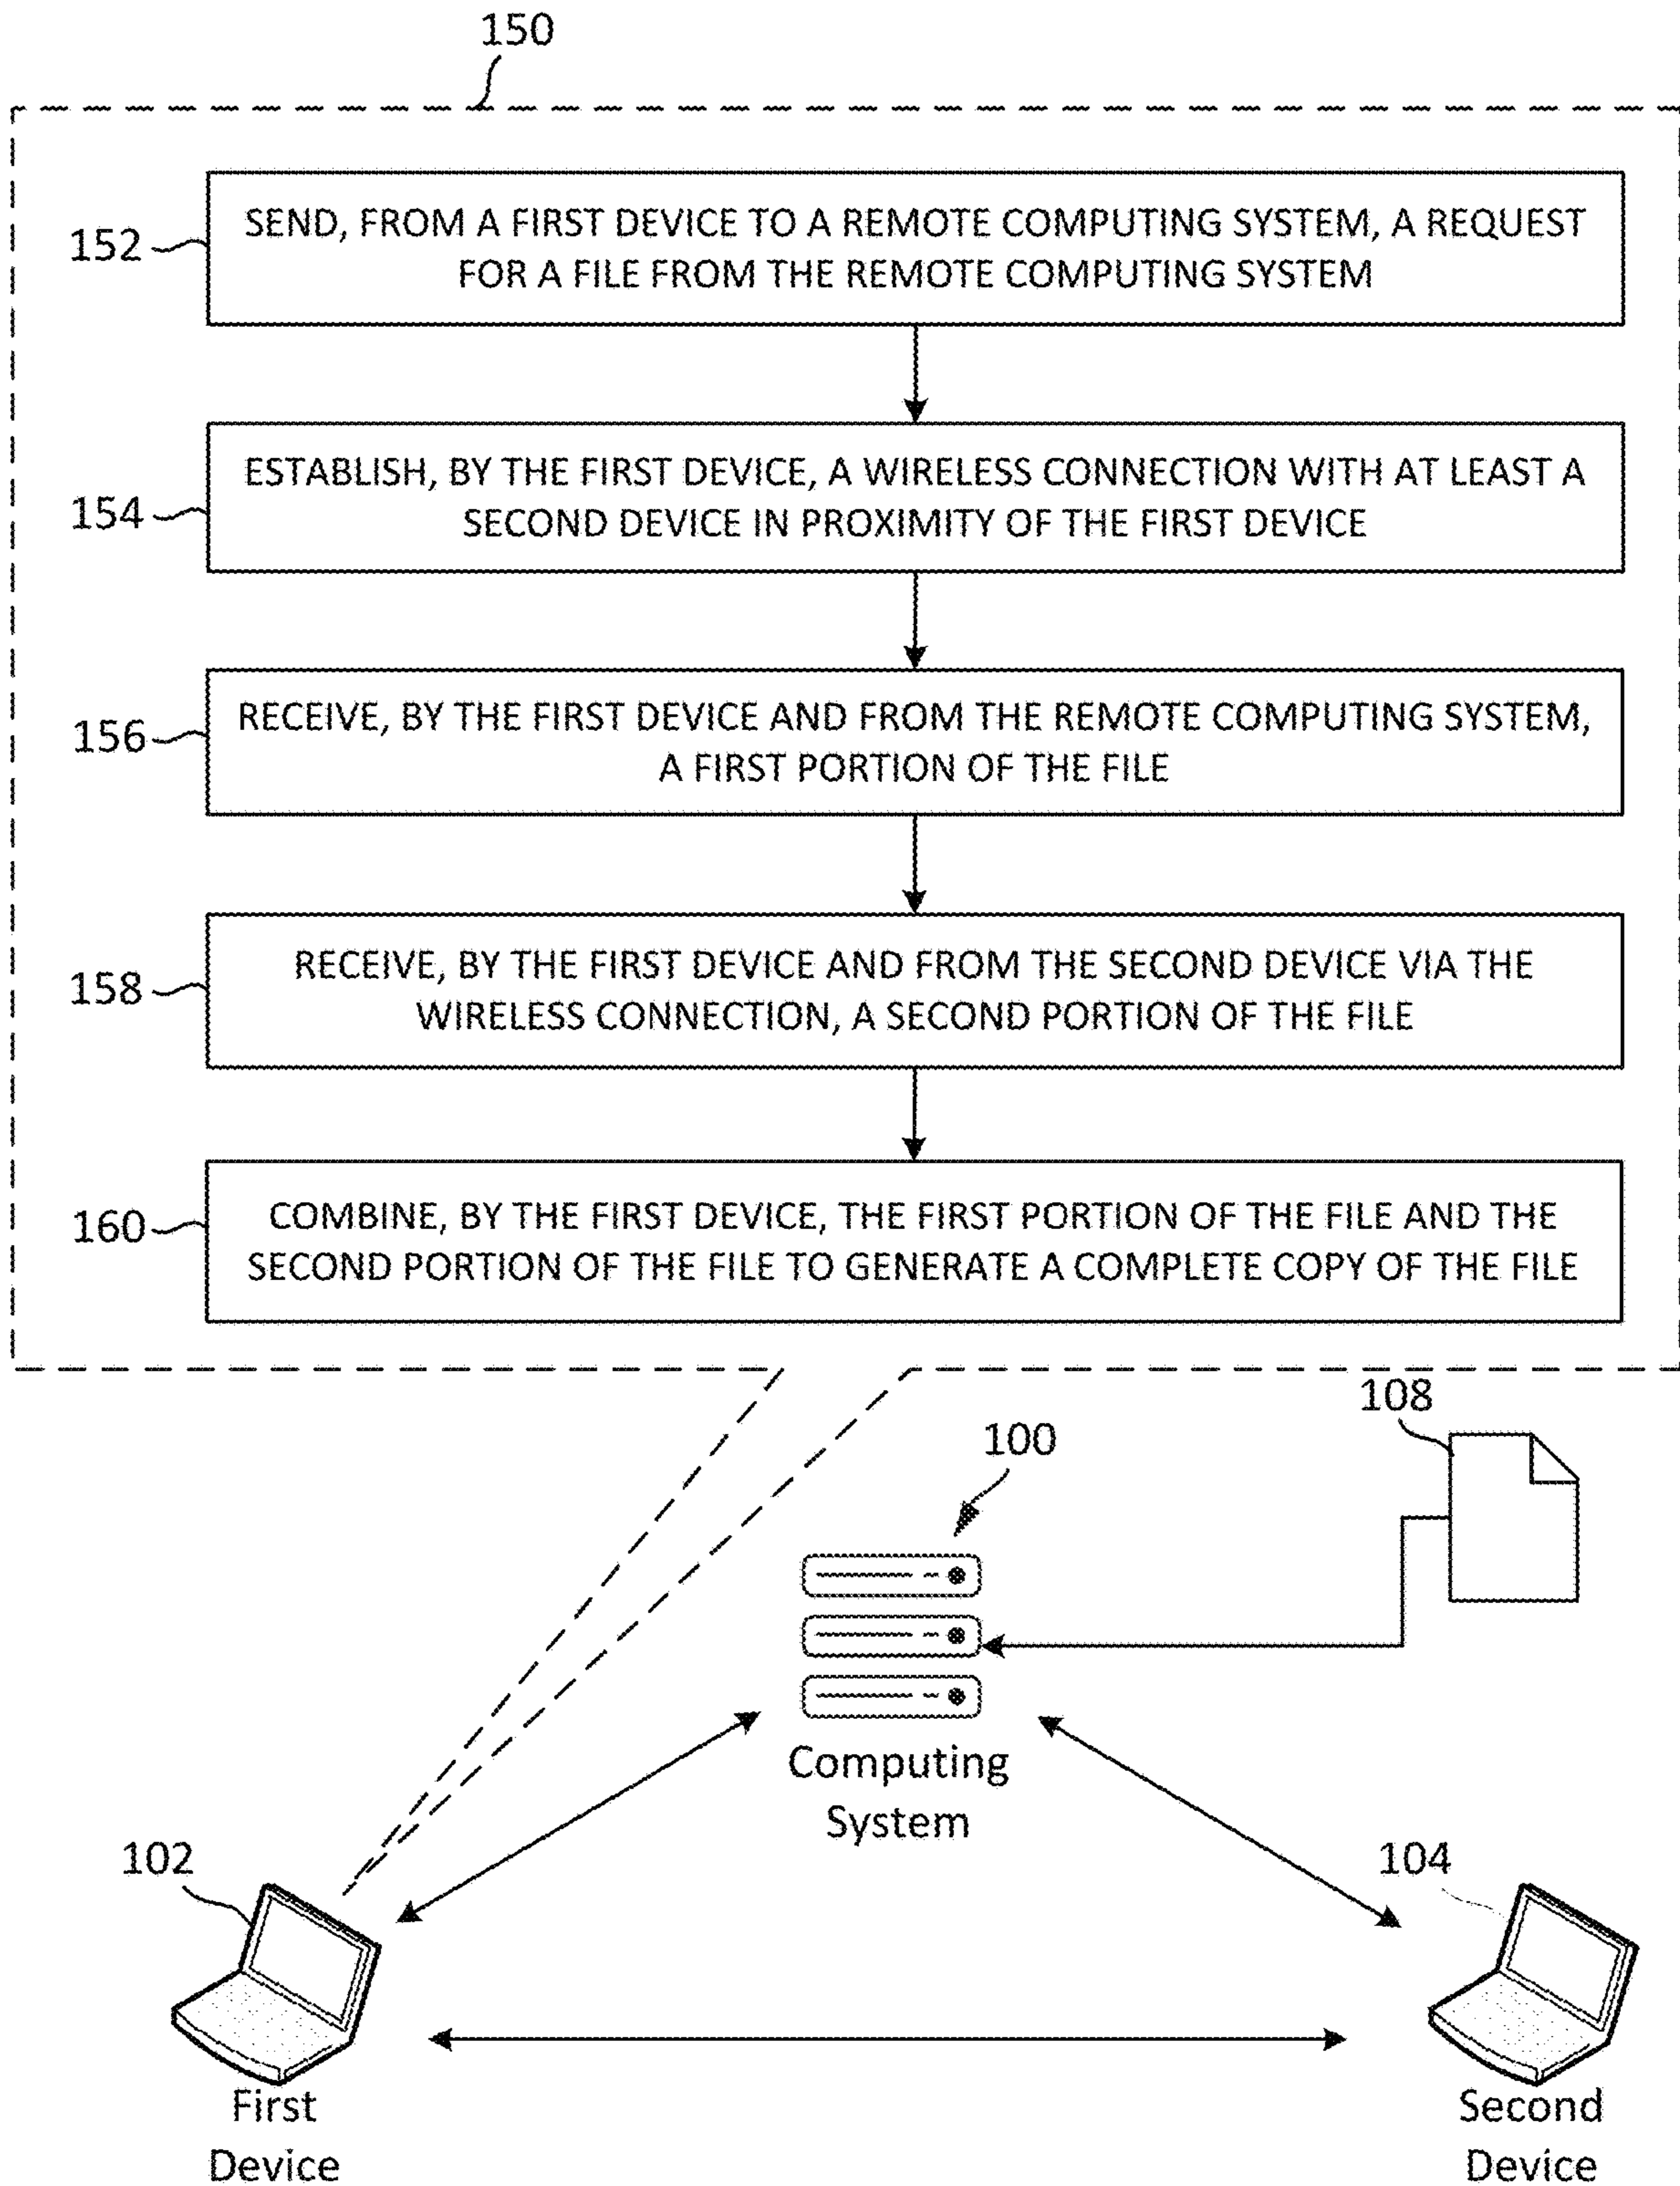 150
152
SEND, FROM A FIRST DEVICE TO A REMOTE COMPUTING SYSTEM, A REQUEST
FOR A FILE FROM THE REMOTE COMPUTING SYSTEM
154
ESTABLISH, BY THE FIRST DEVICE, A WIRELESS CONNECTION WITH AT LEAST A
SECOND DEVICE IN PROXIMITY OF THE FIRST DEVICE
156
RECEIVE, BY THE FIRST DEVICE AND FROM THE REMOTE COMPUTING SYSTEM,
A FIRST PORTION OF THE FILE
158
RECEIVE, BY THE FIRST DEVICE AND FROM THE SECOND DEVICE VIA THE
WIRELESS CONNECTION, A SECOND PORTION OF THE FILE
160
COMBINE, BY THE FIRST DEVICE, THE FIRST PORTION OF THE FILE AND THE
SECOND PORTION OF THE FILE TO GENERATE A COMPLETE COPY OF THE FILE
108
100
Computing
System
102
104
First
Device
Second
Device